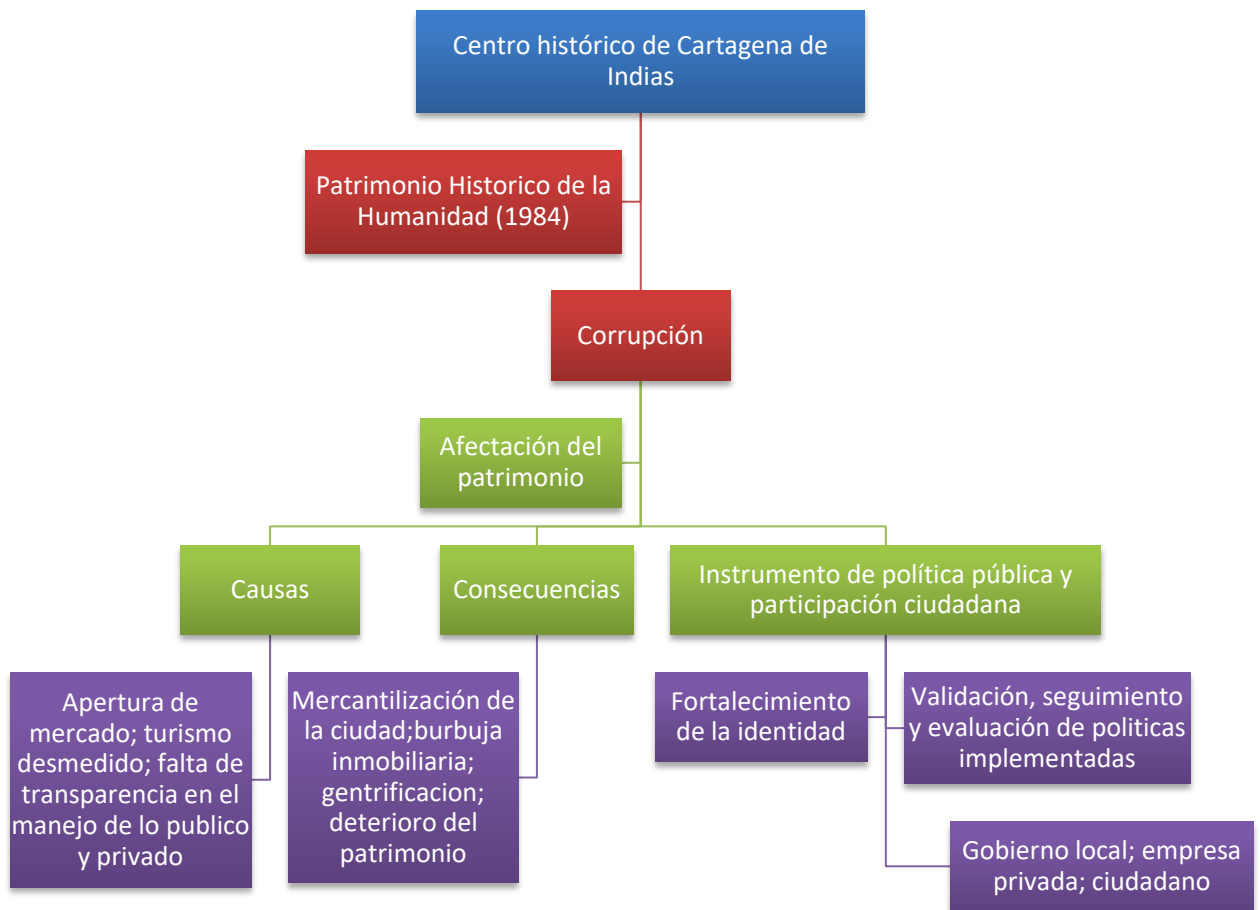 Centro histórico de Cartagena de
Indias
Patrimonio Historico de la
Humanidad (1984)
Corrupción
Afectación del
patrimonio
Causas
Consecuencias
Instrumento de política pública y
participación ciudadana
Apertura de
mercado; turismo
desmedido; falta de
transparencia en el
manejo de lo publico
y privado
Mercantilización de
la ciudad;burbuja
inmobiliaria;
gentrificacion;
deterioro del
patrimonio
Fortalecimiento
de la identidad
Validación, seguimiento
y evaluación de politicas
implementadas
Gobierno local; empresa
privada; ciudadano